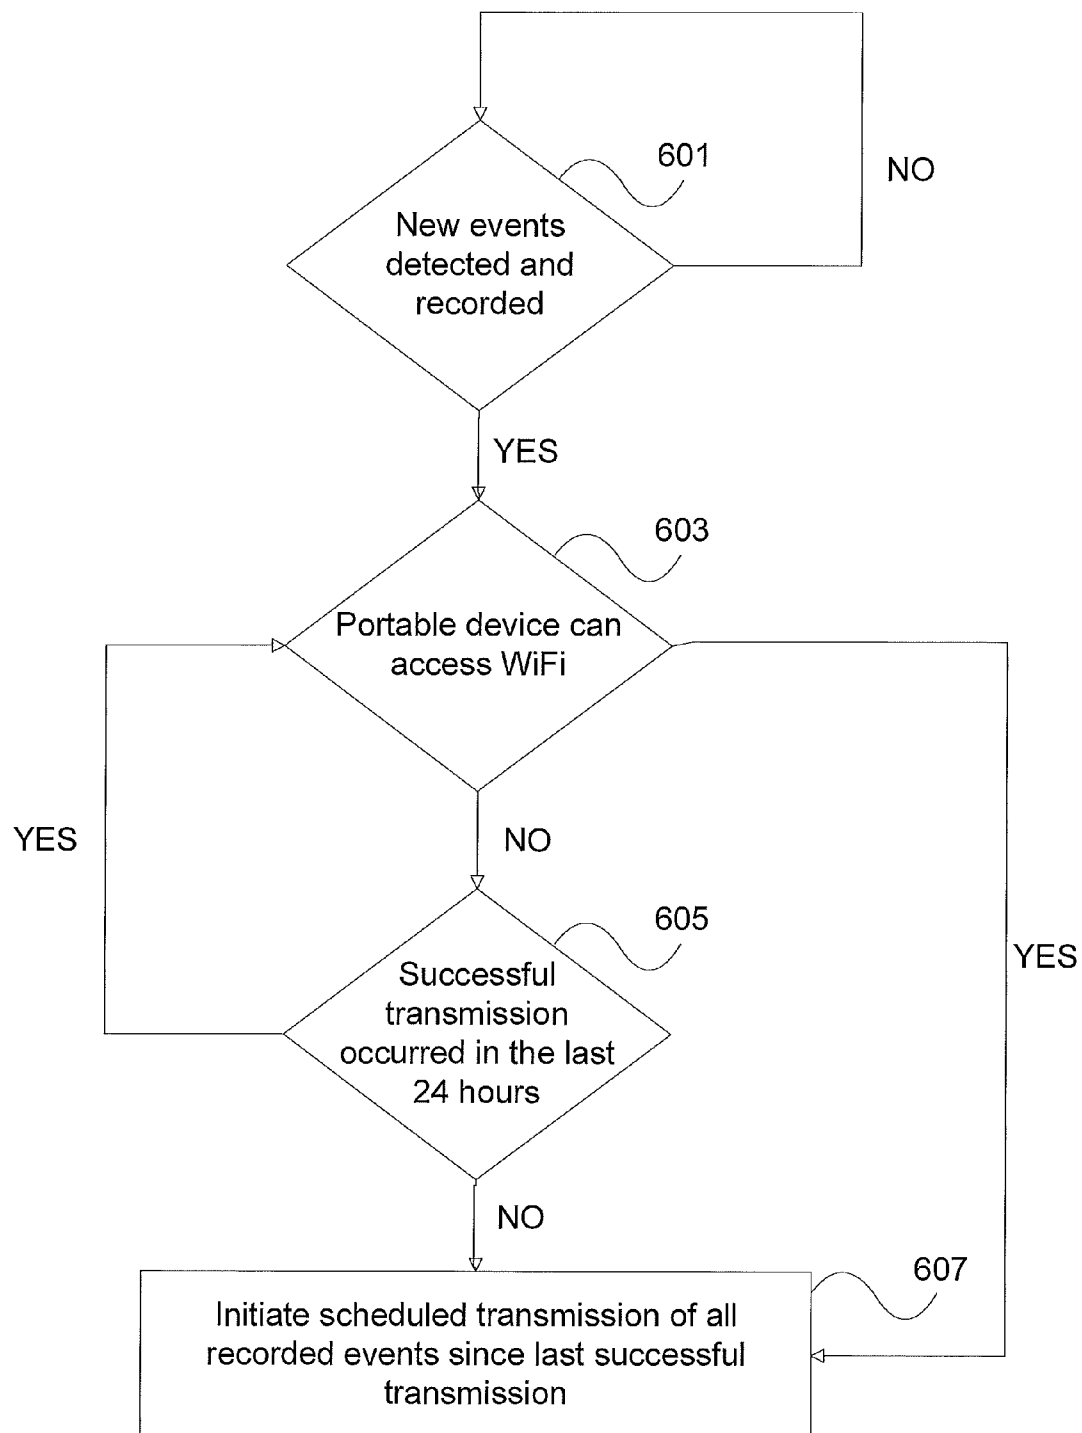 601
NO
New events
detected and
recorded
YES
603
Portable device can
access WiFi
YES
NO
605
YES
Successful
transmission
occurred in the last
24 hours
NO
607
Initiate scheduled transmission of all
recorded events since last successful
transmission